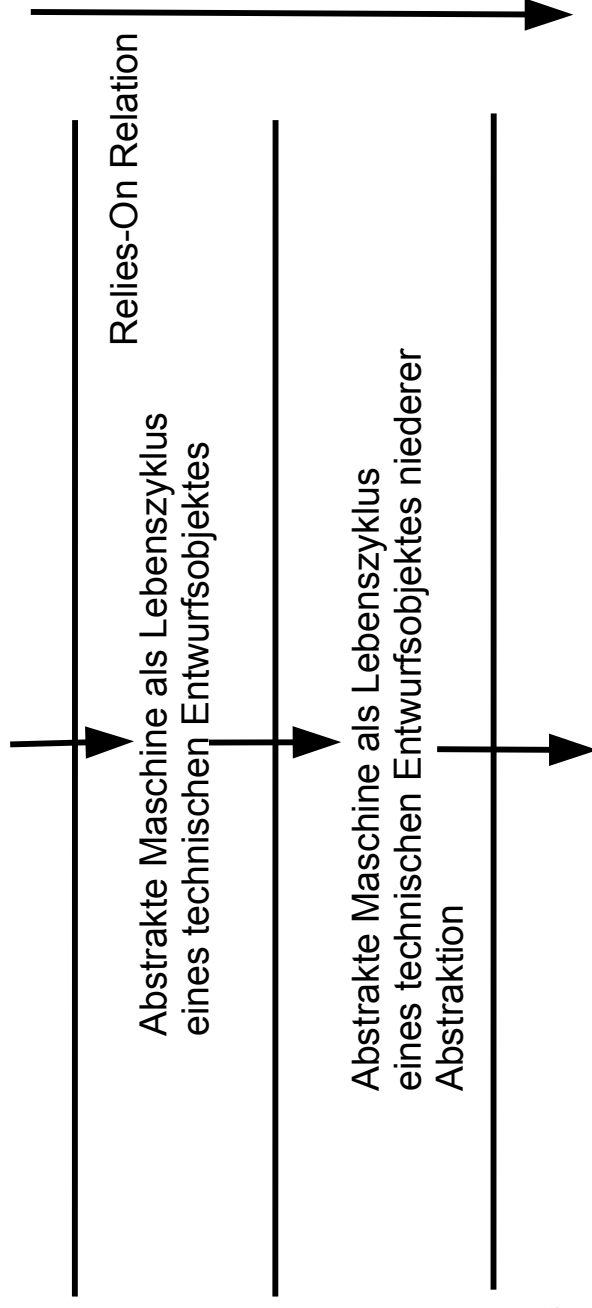 Relies-On Relation
Abstrakte Maschine als Lebenszyklus
eines technischen Entwurfsobjektes
Abstrakte Maschine als Lebenszyklus
eines technischen Entwurfsobjektes niederer
Abstraktion